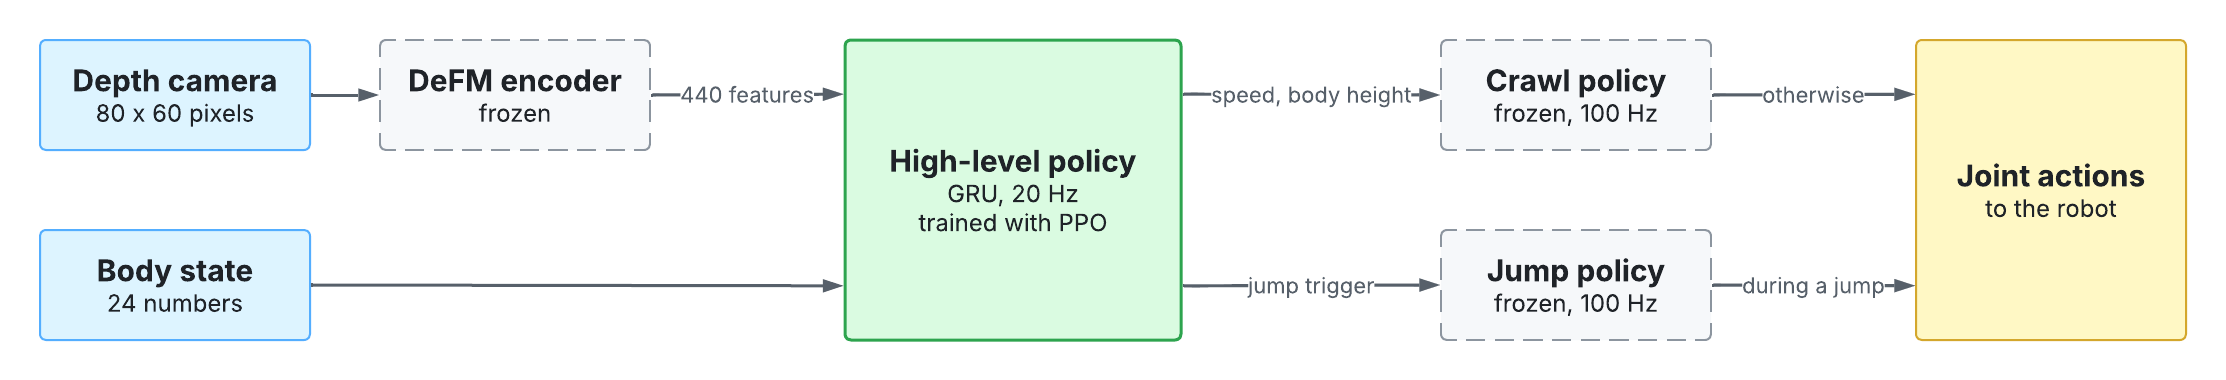 Depth camera
80 x 60 pixels
DeFM encoder
frozen
440 features
Body state
24 numbers
High-level policy
GRU, 20 Hz
trained with PPO
speed, body height
Crawl policy
frozen, 100 Hz
otherwise
jump trigger
Jump policy
frozen, 100 Hz
during a jump
Joint actions
to the robot